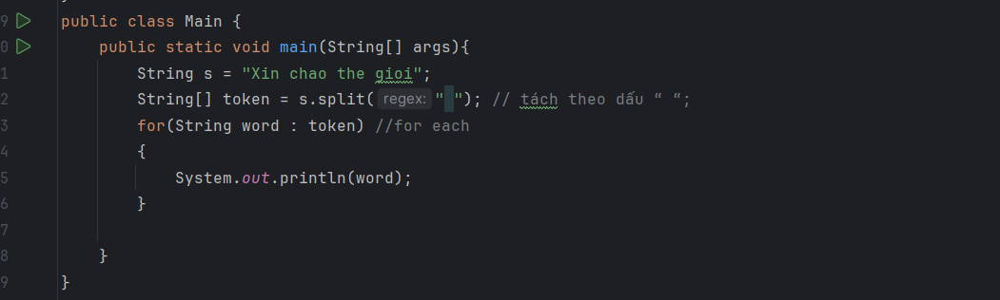 9 public class Main {
0 public static void main(String[] args){
1 String s = "Xin chao the gioi";
2 String[] token = s.split( regex: " "); // tách theo dấu “ “;
3 for(String word : token) //for each
4 {
5 System.out.println(word);
6 }
7
8 }
9 }